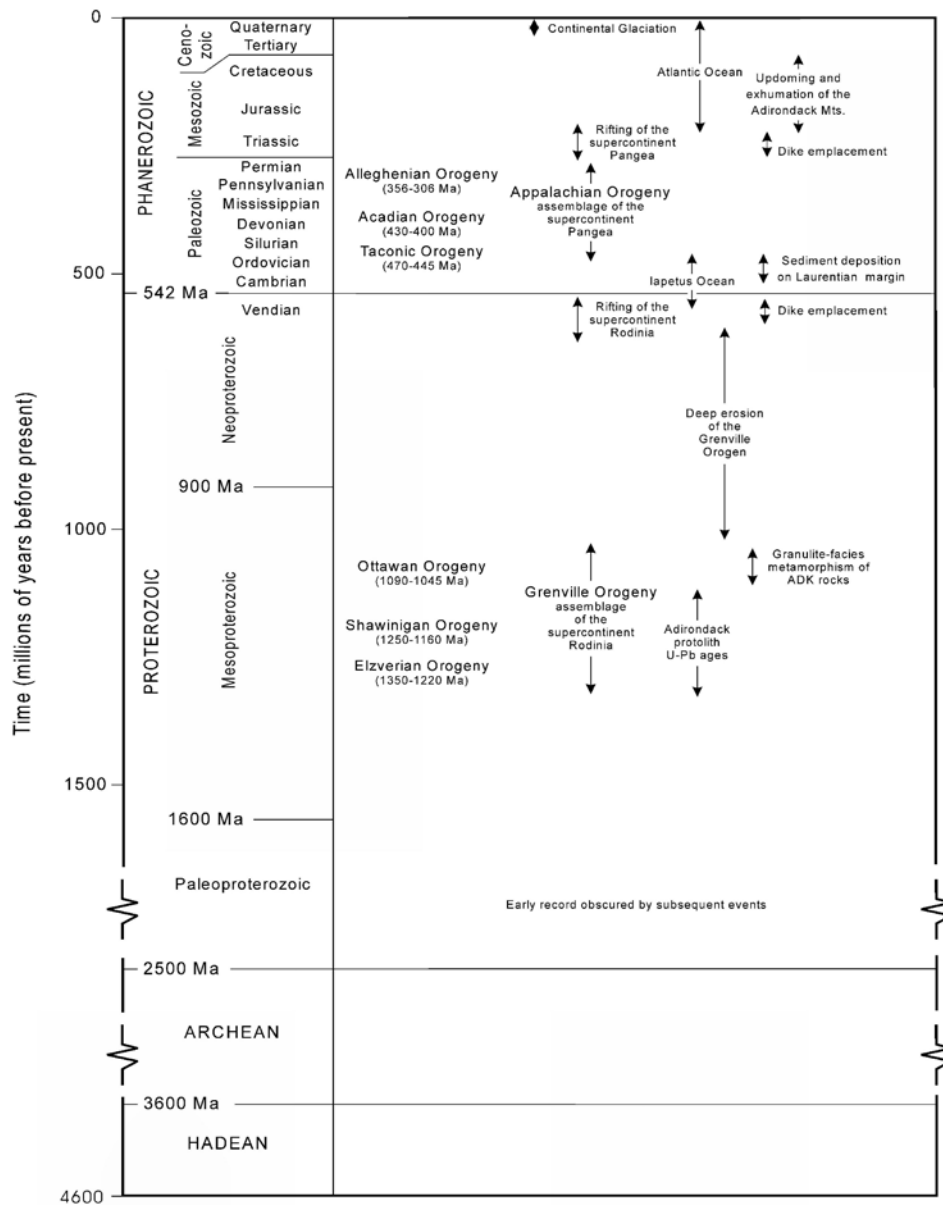 Time (millions of years before present)
0
500
1000
1500
4600
PHANEROZOIC
Ceno-
zoic
Mesozoic
Paleozoic
Quaternary
Tertiary
Cretaceous
Jurassic
Triassic
Permian
Pennsylvanian
Mississippian
Devonian
Silurian
Ordovician
Cambrian
542 Ma
Vendian
PROTEROZOIC
Neoproterozoic
900 Ma
Mesoproterozoic
1600 Ma
Paleoproterozoic
2500 Ma
ARCHEAN
3600 Ma
HADEAN
Continental Glaciation
Atlantic Ocean
Updoming and
exhumation of the
Adirondack Mts.
Rifting of the
supercontinent
Pangea
Dike emplacement
Alleghenian Orogeny
(356-306 Ma)
Acadian Orogeny
(430-400 Ma)
Taconic Orogeny
(470-445 Ma)
Appalachian Orogeny
assemblage of the
supercontinent
Pangea
Iapetus Ocean
Sediment deposition
on Laurentian margin
Rifting of the
supercontinent
Rodinia
Dike emplacement
Deep erosion
of the
Grenville
Orogen
Ottawan Orogeny
(1090-1045 Ma)
Shawinigan Orogeny
(1250-1160 Ma)
Elzverian Orogeny
(1350-1220 Ma)
Grenville Orogeny
assemblage
of the
supercontinent
Rodinia
Adirondack
protolith
U-Pb ages
Granulite-facies
metamorphism of
ADK rocks
Early record obscured by subsequent events